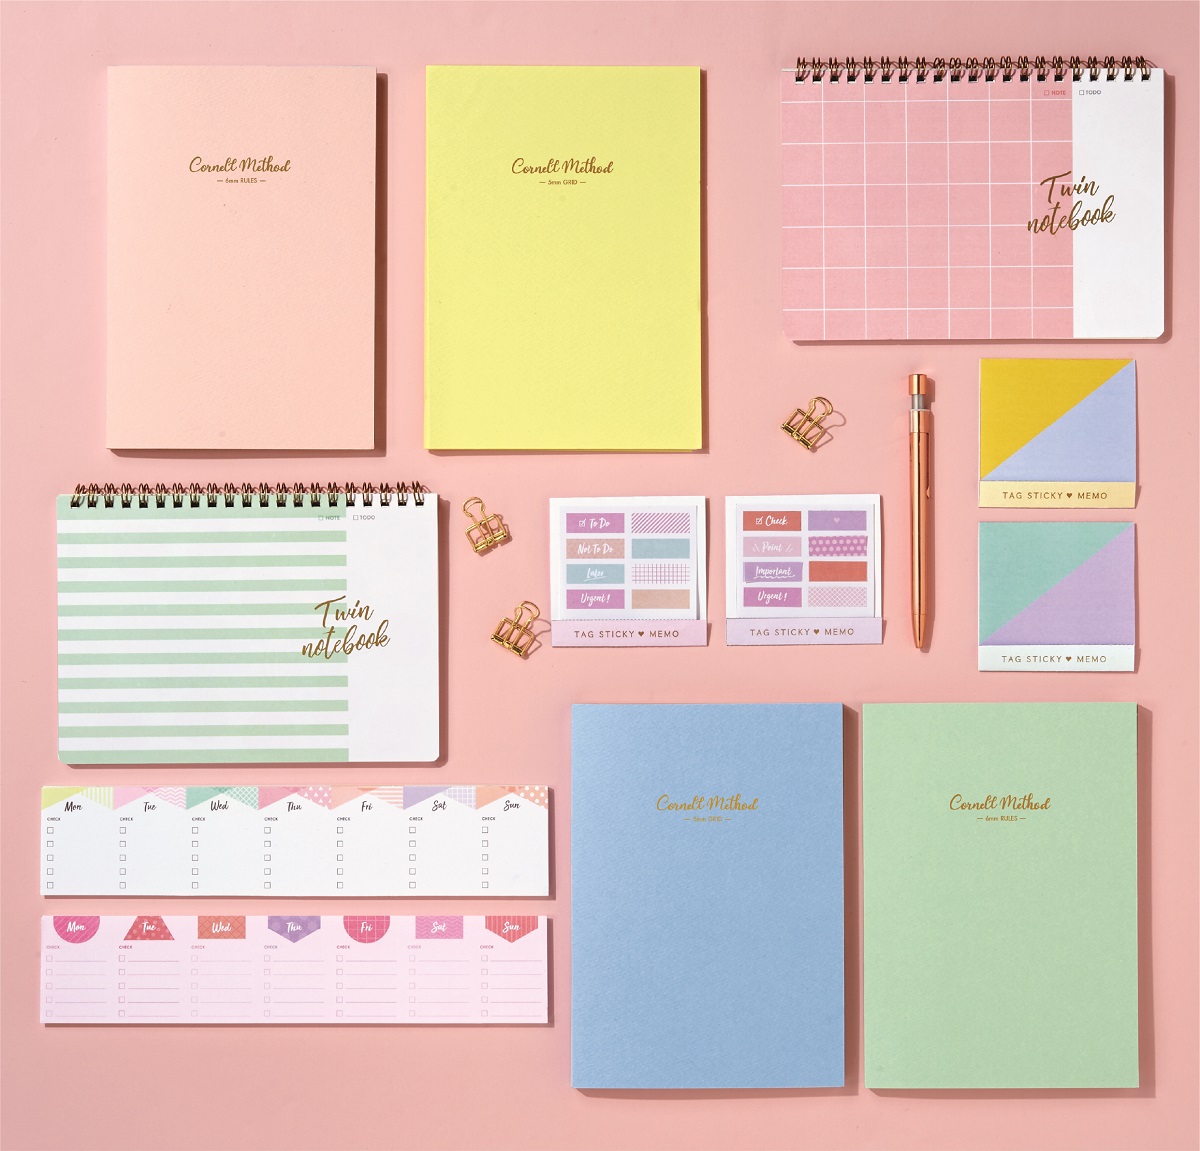 Cornell Method
— 6mm RULES —
Cornell Method
— 5mm GRID —
NOTE
TODO
Twin
notebook
NOTE
TODO
Twin
notebook
To Do
Not To Do
Later
Urgent!
TAG STICKY ♥ MEMO
Check
Point
Important
Urgent!
TAG STICKY ♥ MEMO
TAG STICKY ♥ MEMO
TAG STICKY ♥ MEMO
Mon Tue Wed Thu Fri Sat Sun
CHECK CHECK CHECK CHECK CHECK CHECK CHECK
Mon Tue Wed Thu Fri Sat Sun
CHECK CHECK CHECK CHECK CHECK CHECK CHECK
Cornell Method
— 5mm GRID —
Cornell Method
— 6mm RULES —